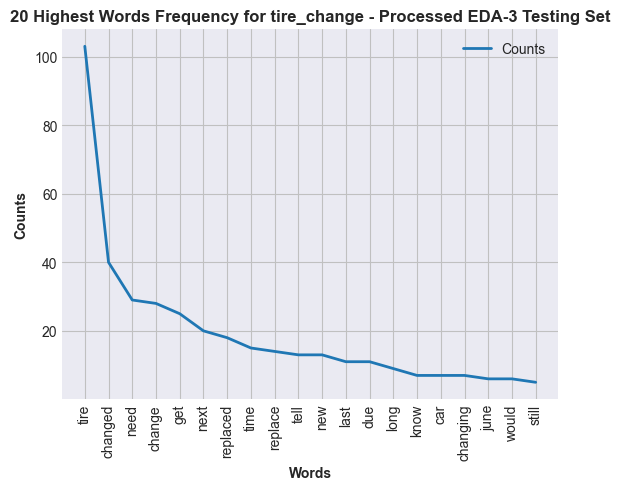 20 Highest Words Frequency for tire_change - Processed EDA-3 Testing Set
Counts
100
80
60
40
20
Counts
tire
changed
need
change
get
next
replaced
time
replace
tell
new
last
due
long
know
car
changing
june
would
still
Words